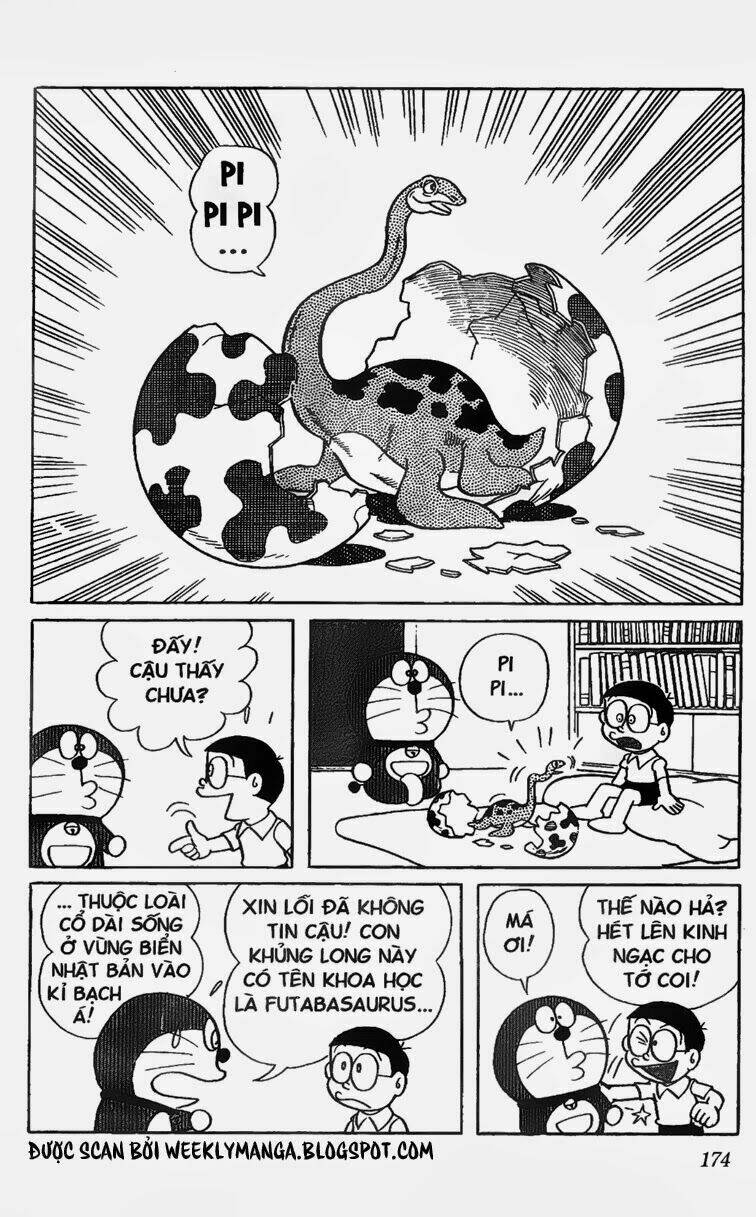 PI
PI PI
...
PI
PI...
ĐẤY!
CẬU THẤY
CHƯA?
THẾ NÀO HẢ?
HÉT LÊN KINH
NGẠC CHO
TỚ COI!
MÁ
ƠI!
XIN LỖI ĐÃ KHÔNG
TIN CẬU! CON
KHỦNG LONG NÀY
CÓ TÊN KHOA HỌC
LÀ FUTABASAURUS...
... THUỘC LOÀI
CỔ DÀI SỐNG
Ở VÙNG BIỂN
NHẬT BẢN VÀO
KỈ BẠCH
Á!
ĐƯỢC SCAN BỞI WEEKLYMANGA.BLOGSPOT.COM
174